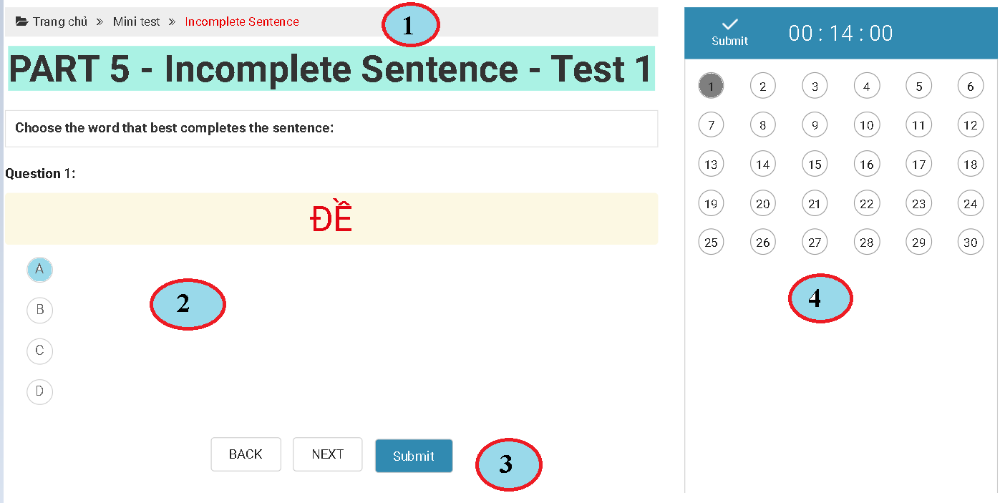 Trang chủ » Mini test » Incomplete Sentence
1
PART 5 - Incomplete Sentence - Test 1
Choose the word that best completes the sentence:
Question 1:
ĐỀ
A
2
B
C
D
BACK NEXT Submit
3
Submit 00 : 14 : 00
1 2 3 4 5 6
7 8 9 10 11 12
13 14 15 16 17 18
19 20 21 22 23 24
25 26 27 28 29 30
4